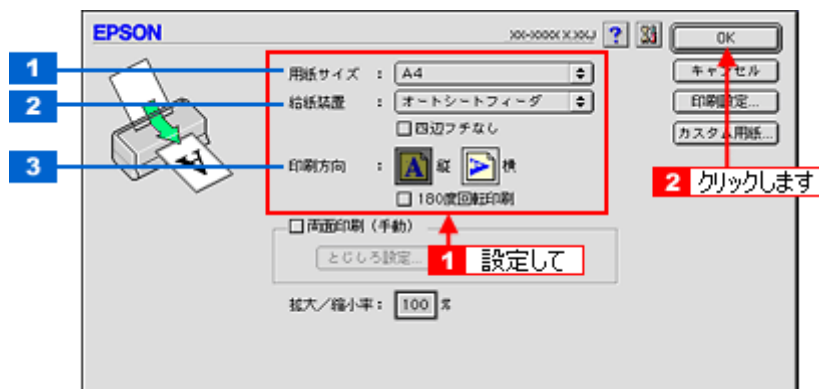 EPSON
XX-XXXX X.XXJ ? OK
1 用紙サイズ : A4 キャンセル
2 給紙装置 : オートシートフィーダ 印刷設定...
四辺フチなし カスタム用紙...
3 印刷方向 : A 縦 A 横
2 クリックします
180度回転印刷
両面印刷(手動)
とじしろ設定... 1 設定して
拡大/縮小率: 100 %
A